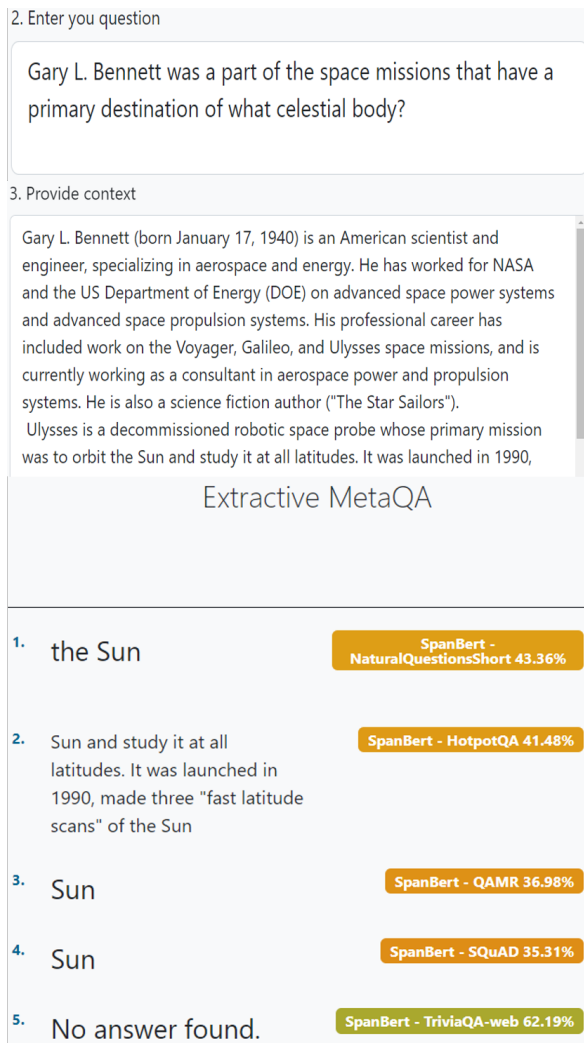 2. Enter you question
Gary L. Bennett was a part of the space missions that have a
primary destination of what celestial body?
3. Provide context
Gary L. Bennett (born January 17, 1940) is an American scientist and
engineer, specializing in aerospace and energy. He has worked for NASA
and the US Department of Energy (DOE) on advanced space power systems
and advanced space propulsion systems. His professional career has
included work on the Voyager, Galileo, and Ulysses space missions, and is
currently working as a consultant in aerospace power and propulsion
systems. He is also a science fiction author ("The Star Sailors").
Ulysses is a decommissioned robotic space probe whose primary mission
was to orbit the Sun and study it at all latitudes. It was launched in 1990,
Extractive MetaQA
1.
the Sun
SpanBert -
NaturalQuestionsShort 43.36%
2.
Sun and study it at all
latitudes. It was launched in
1990, made three "fast latitude
scans" of the Sun
SpanBert - HotpotQA 41.48%
3.
Sun
SpanBert - QAMR 36.98%
4.
Sun
SpanBert - SQuAD 35.31%
5.
No answer found.
SpanBert - TriviaQA-web 62.19%